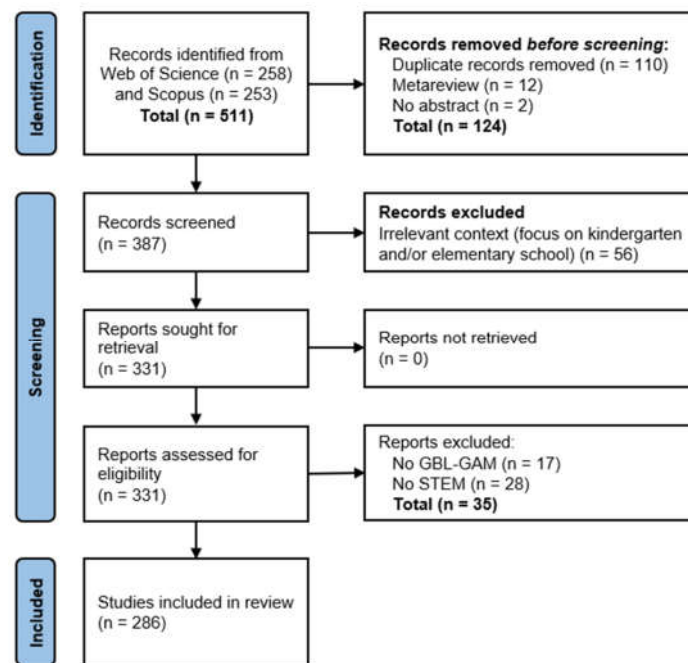 Identification
Records identified from
Web of Science (n = 258)
and Scopus (n = 253)
Total (n = 511)
Records removed before screening:
Duplicate records removed (n = 110)
Metareview (n = 12)
No abstract (n = 2)
Total (n = 124)
Screening
Records screened
(n = 387)
Records excluded
Irrelevant context (focus on kindergarten
and/or elementary school) (n = 56)
Reports sought for
retrieval
(n = 331)
Reports not retrieved
(n = 0)
Reports assessed for
eligibility
(n = 331)
Reports excluded:
No GBL-GAM (n = 17)
No STEM (n = 28)
Total (n = 35)
Included
Studies included in review
(n = 286)